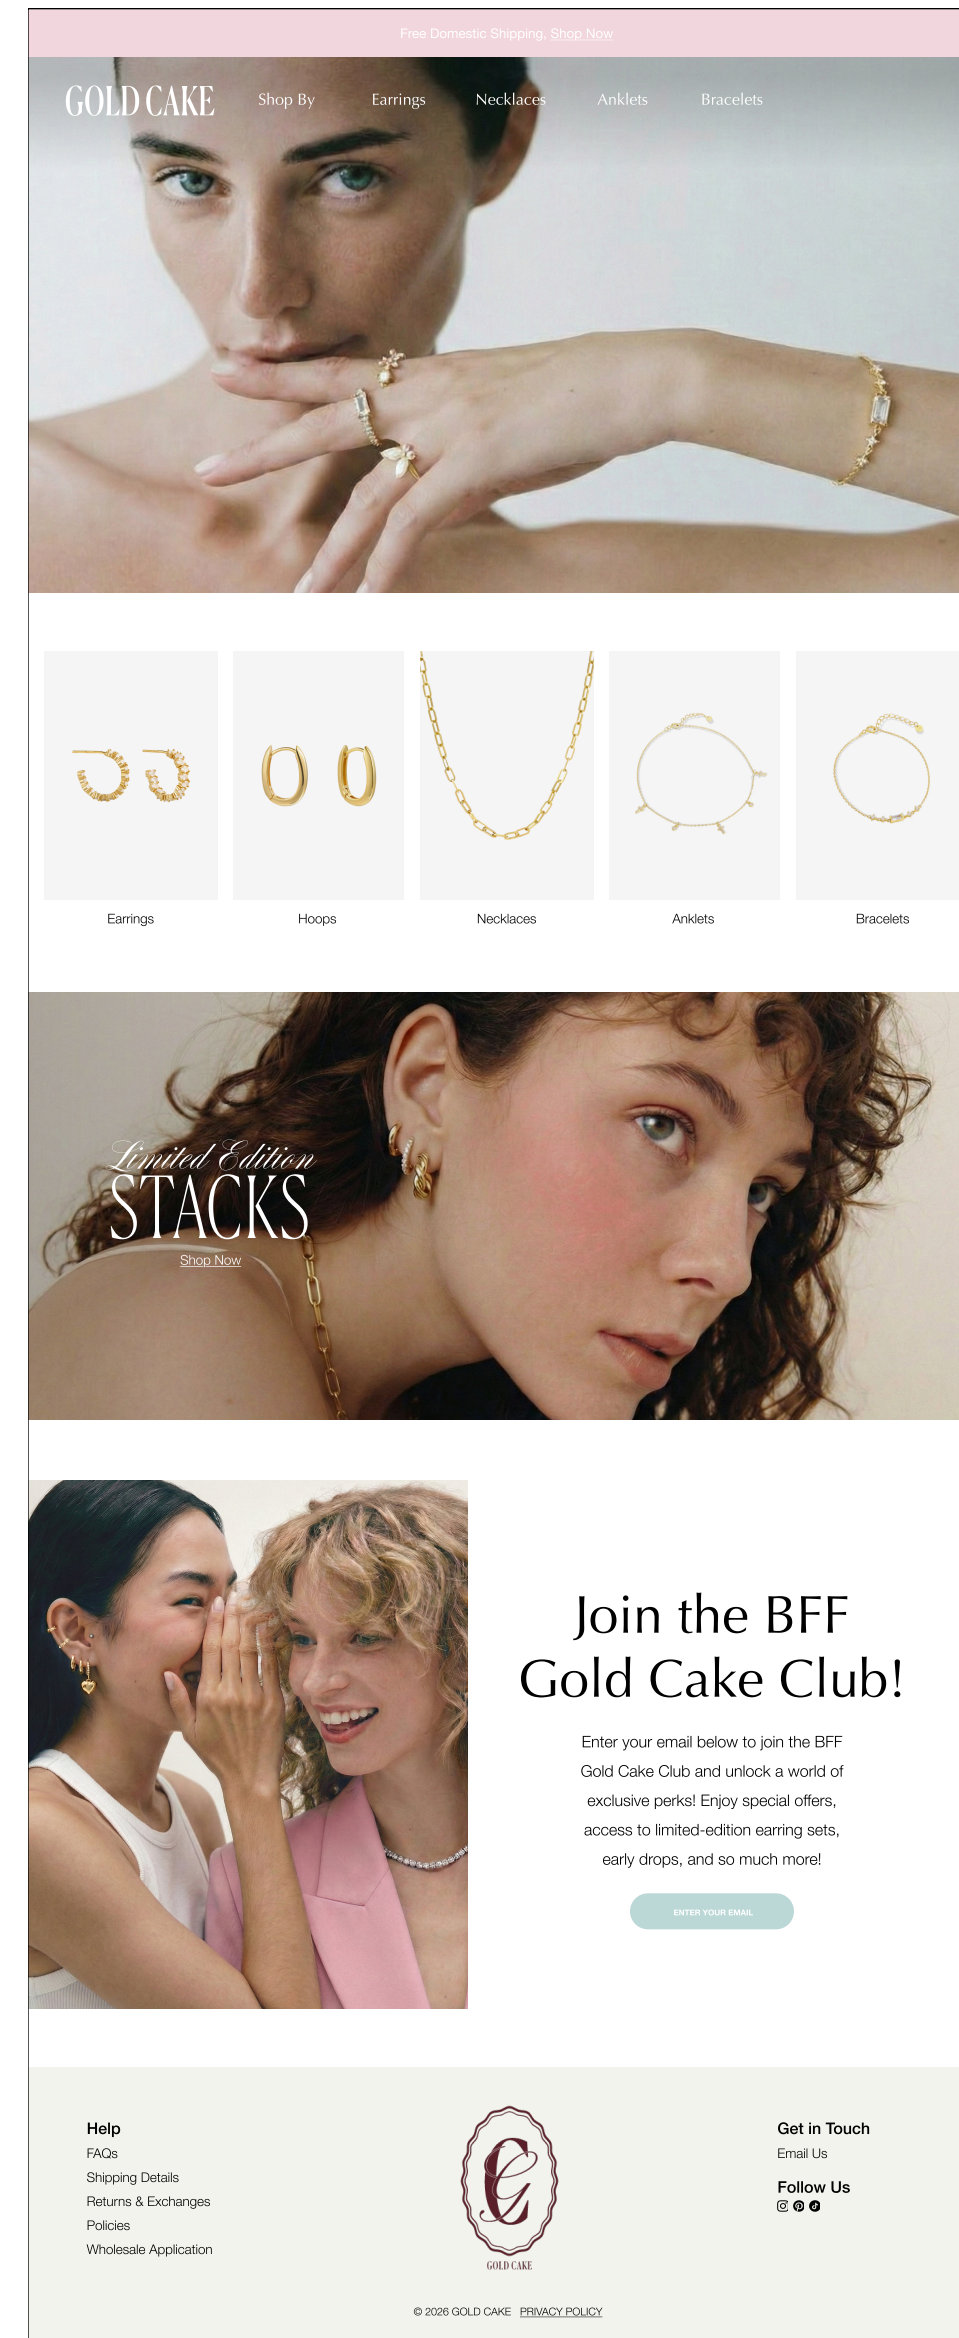 Free Domestic Shipping, Shop Now
GOLD CAKE
Shop By
Earrings
Necklaces
Anklets
Bracelets
Earrings
Hoops
Necklaces
Anklets
Bracelets
Limited Edition
STACKS
Shop Now
Join the BFF
Gold Cake Club!
Enter your email below to join the BFF
Gold Cake Club and unlock a world of
exclusive perks! Enjoy special offers,
access to limited-edition earring sets,
early drops, and so much more!
ENTER YOUR EMAIL
Help
FAQs
Shipping Details
Returns & Exchanges
Policies
Wholesale Application
GC
GOLD CAKE
Get in Touch
Email Us
Follow Us
© 2026 GOLD CAKE PRIVACY POLICY